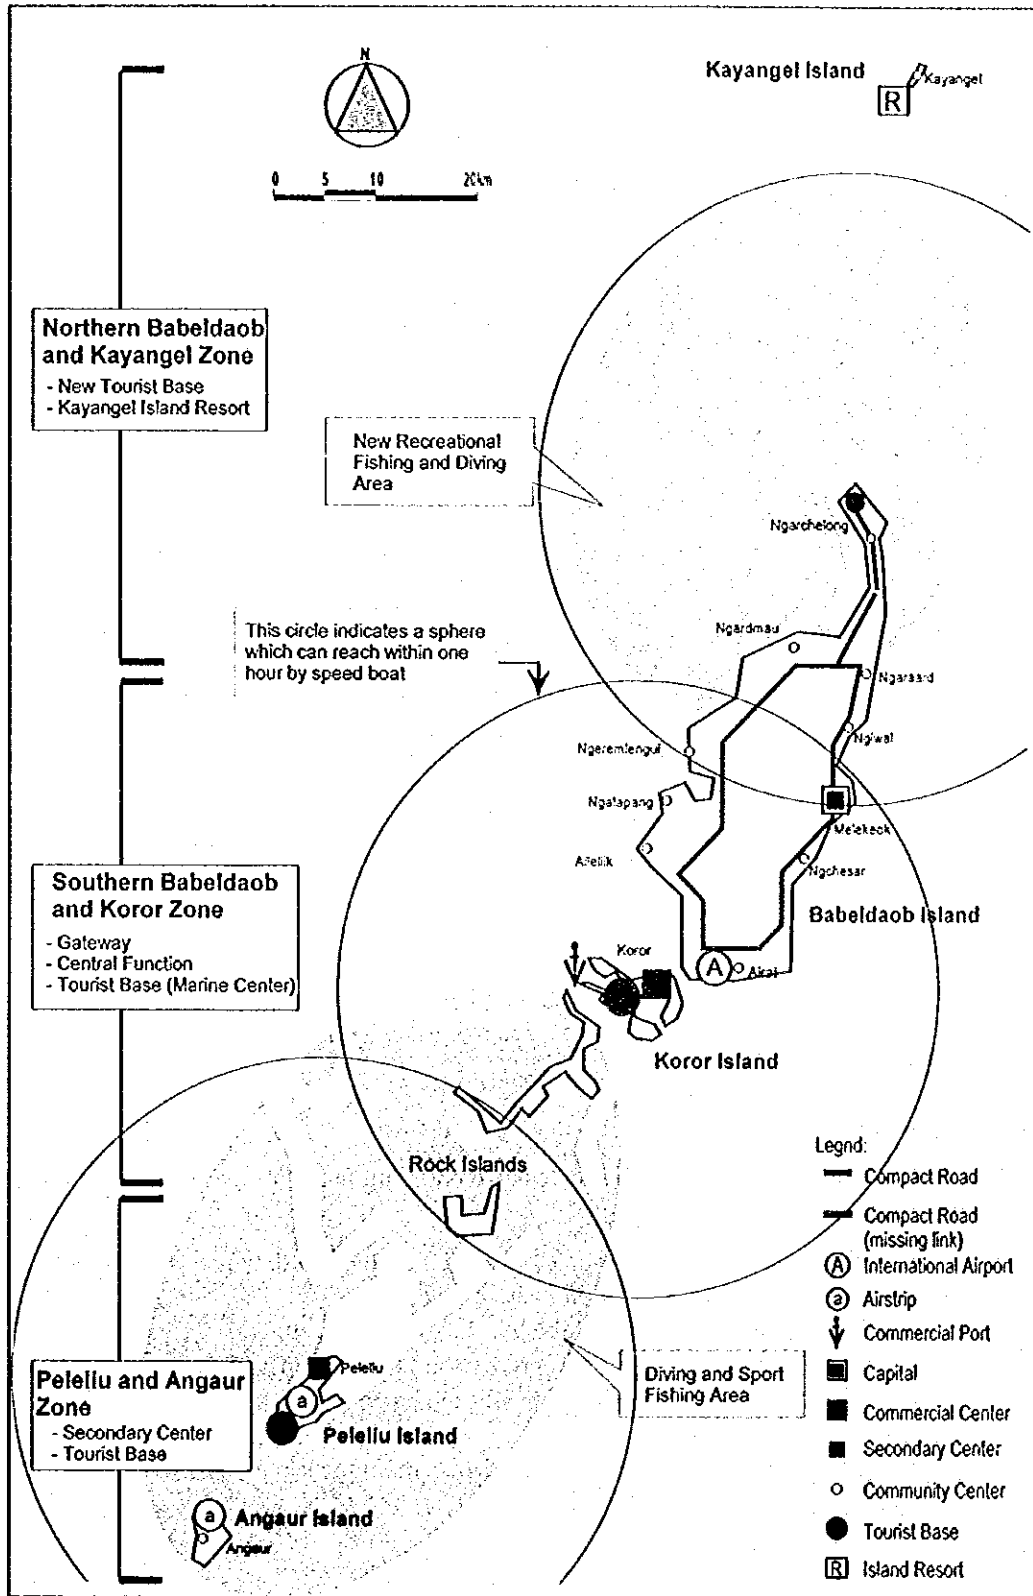 N
0 5 10 20km
Kayangel Island
Kayangel
R
Northern Babeldaob
and Kayangel Zone
- New Tourist Base
- Kayangel Island Resort
New Recreational
Fishing and Diving
Area
Ngarchelong
This circle indicates a sphere
which can reach within one
hour by speed boat
Ngardmau
Ngaraard
Ngiwal
Ngeremlengui
Ngatapang
Melekeok
Aimeliik
Ngchesar
Babeldaob Island
Southern Babeldaob
and Koror Zone
- Gateway
- Central Function
- Tourist Base (Marine Center)
Koror
A
Airai
Koror Island
Rock Islands
Legnd:
Compact Road
Compact Road
(missing link)
A International Airport
a Airstrip
Commercial Port
Capital
Commercial Center
Secondary Center
Community Center
Tourist Base
R Island Resort
Diving and Sport
Fishing Area
Peleliu and Angaur
Zone
- Secondary Center
- Tourist Base
Peleliu
a
Peleliu Island
a
Angaur Island
Angaur